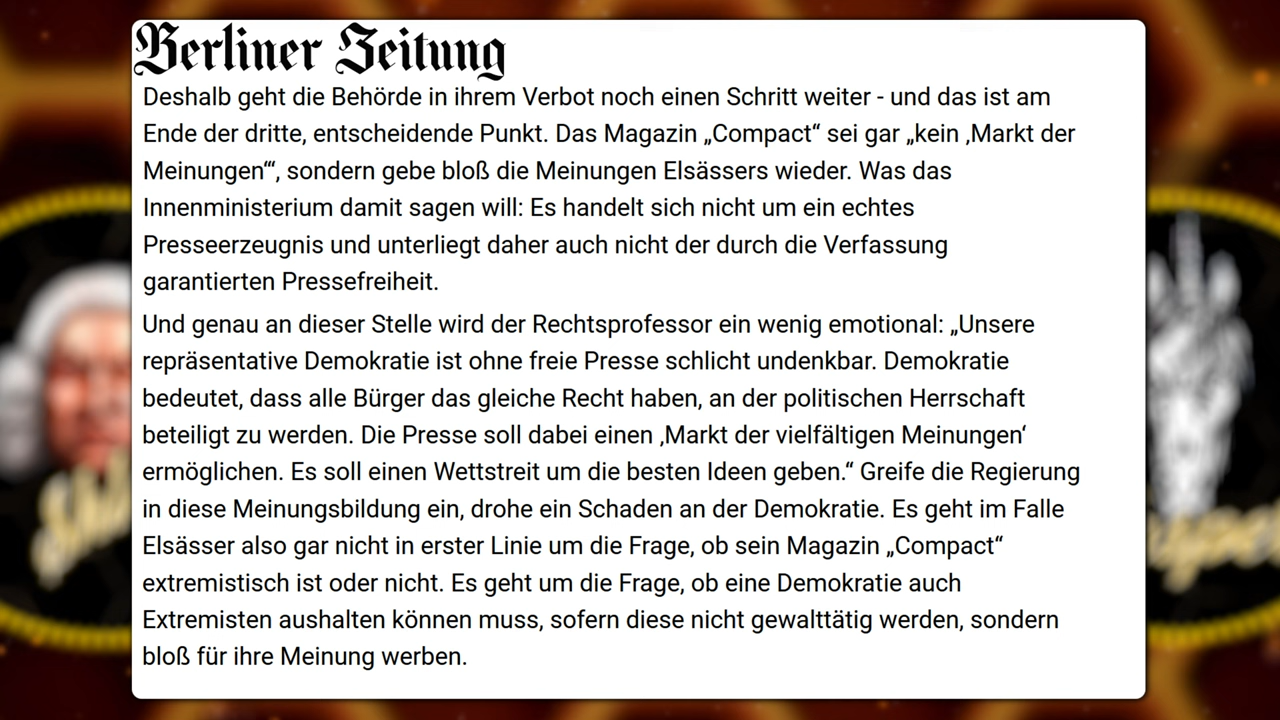 Berliner Zeitung
Deshalb geht die Behörde in ihrem Verbot noch einen Schritt weiter - und das ist am
Ende der dritte, entscheidende Punkt. Das Magazin „Compact“ sei gar „kein ‚Markt der
Meinungen‘“, sondern gebe bloß die Meinungen Elsässers wieder. Was das
Innenministerium damit sagen will: Es handelt sich nicht um ein echtes
Presseerzeugnis und unterliegt daher auch nicht der durch die Verfassung
garantierten Pressefreiheit.
Und genau an dieser Stelle wird der Rechtsprofessor ein wenig emotional: „Unsere
repräsentative Demokratie ist ohne freie Presse schlicht undenkbar. Demokratie
bedeutet, dass alle Bürger das gleiche Recht haben, an der politischen Herrschaft
beteiligt zu werden. Die Presse soll dabei einen ‚Markt der vielfältigen Meinungen‘
ermöglichen. Es soll einen Wettstreit um die besten Ideen geben.“ Greife die Regierung
in diese Meinungsbildung ein, drohe ein Schaden an der Demokratie. Es geht im Falle
Elsässer also gar nicht in erster Linie um die Frage, ob sein Magazin „Compact“
extremistisch ist oder nicht. Es geht um die Frage, ob eine Demokratie auch
Extremisten aushalten können muss, sofern diese nicht gewalttätig werden, sondern
bloß für ihre Meinung werben.